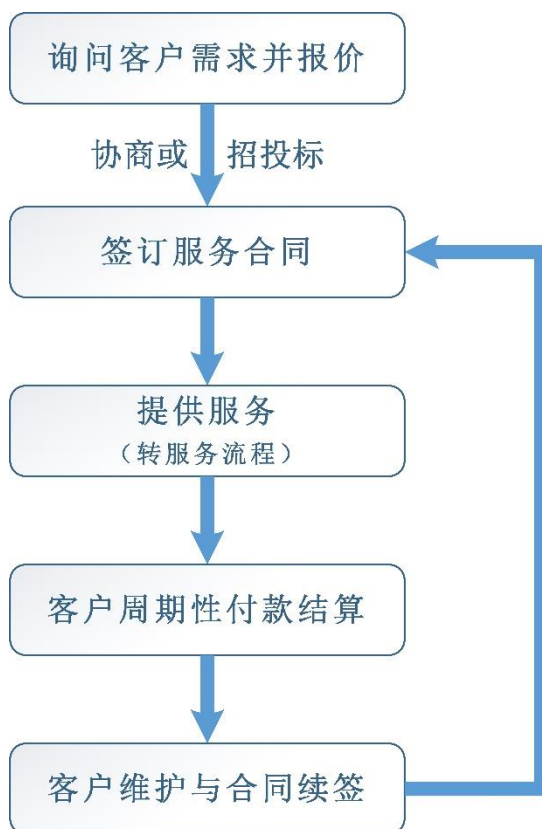 询问客户需求并报价
协商或 招投标
签订服务合同
提供服务
（转服务流程）
客户周期性付款结算
客户维护与合同续签